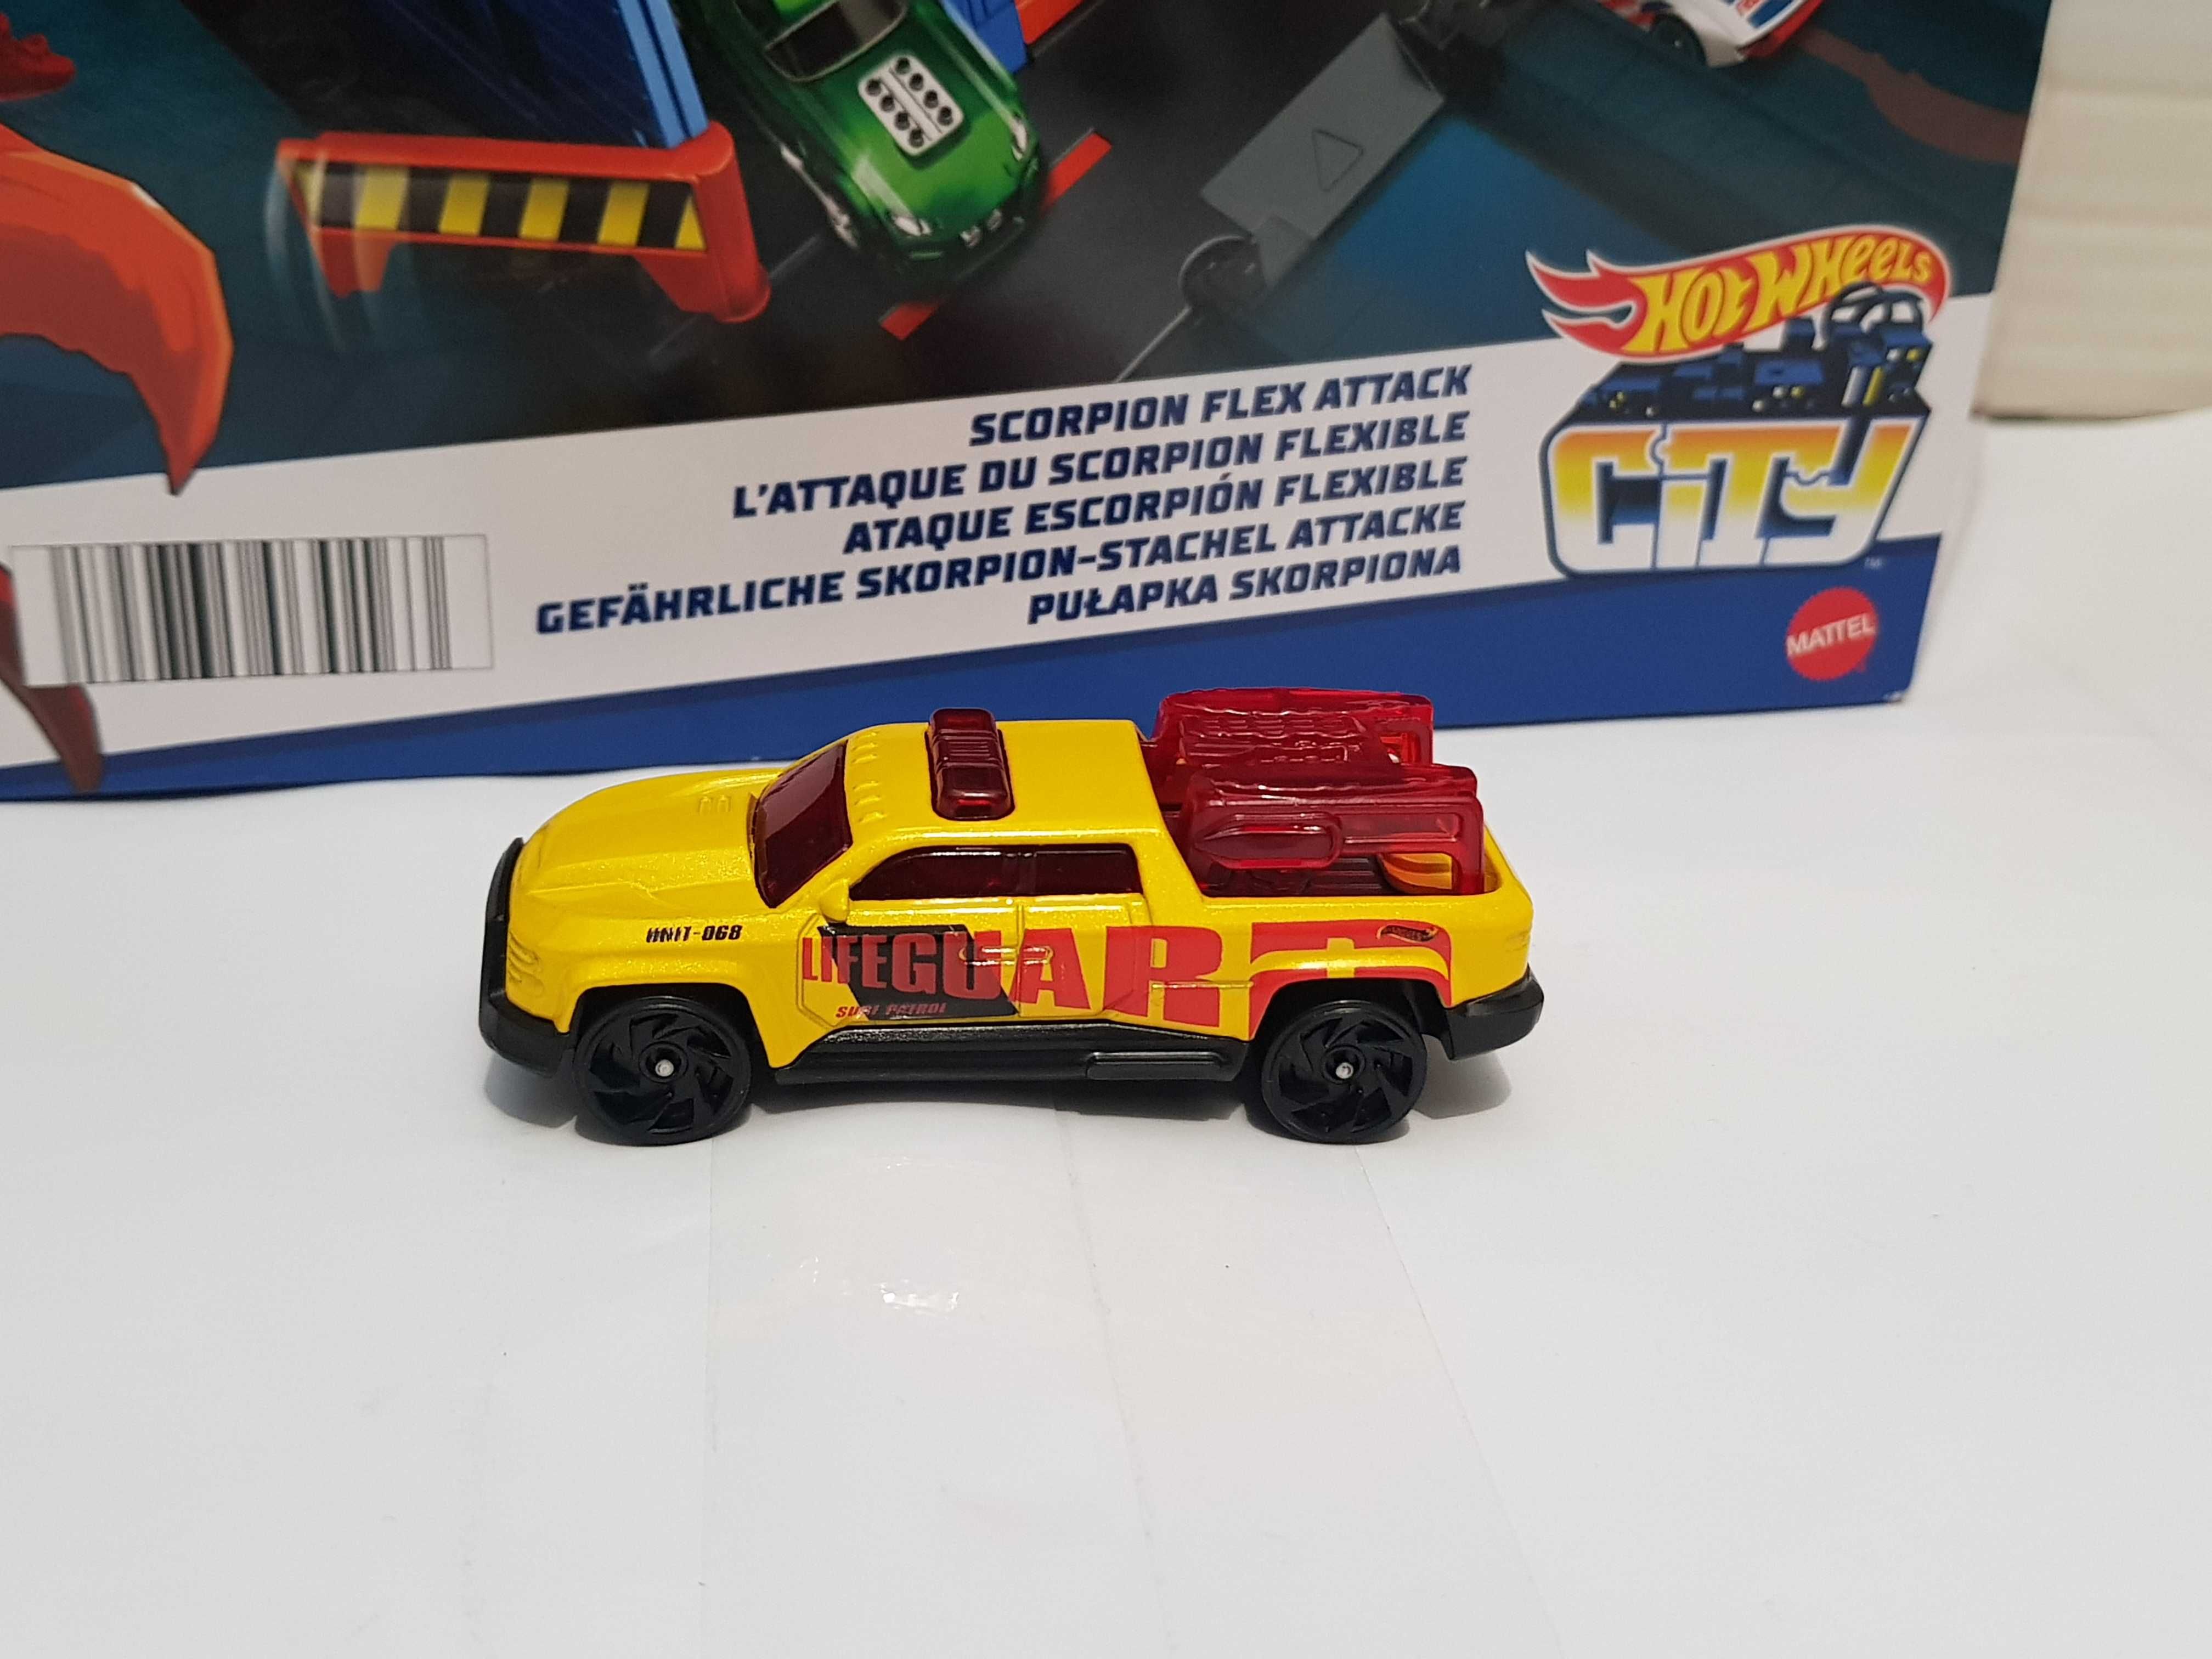 HOT WHEELS
CITY
TM
SCORPION FLEX ATTACK
L'ATTAQUE DU SCORPION FLEXIBLE
ATAQUE ESCORPIÓN FLEXIBLE
GEFÄHRLICHE SKORPION-STACHEL ATTACKE
PUŁAPKA SKORPIONA
MATTEL
UNIT-068
LIFEGUAR
SURF PATROL